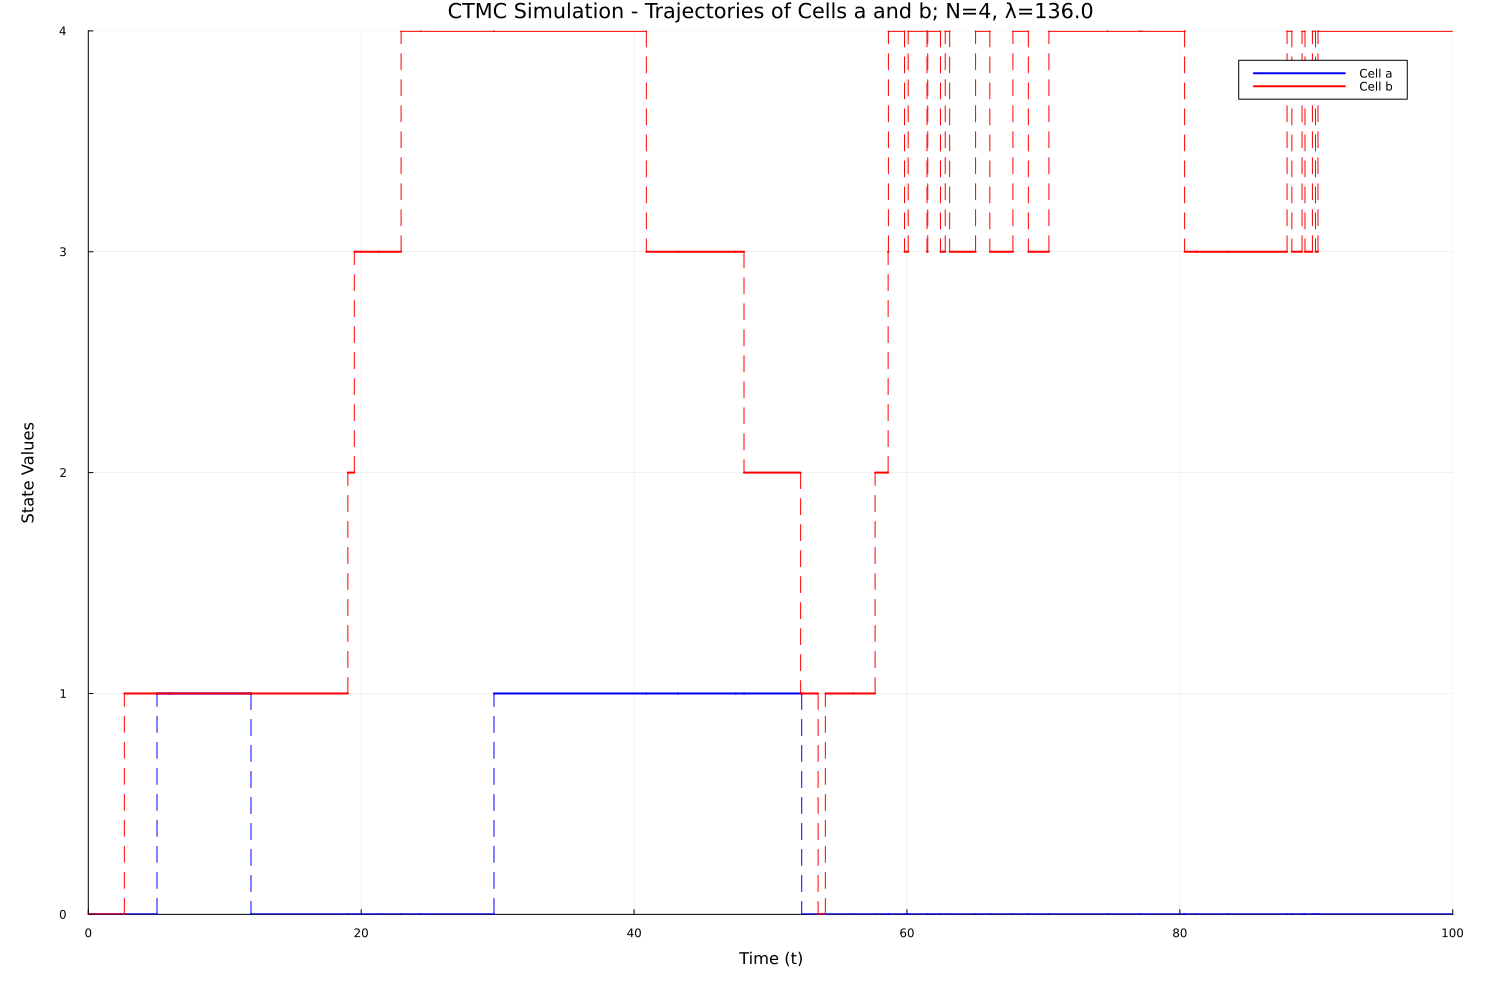 CTMC Simulation - Trajectories of Cells a and b; N=4, λ=136.0
4
Cell a
Cell b
3
State Values
2
1
0
0 20 40 60 80 100
Time (t)